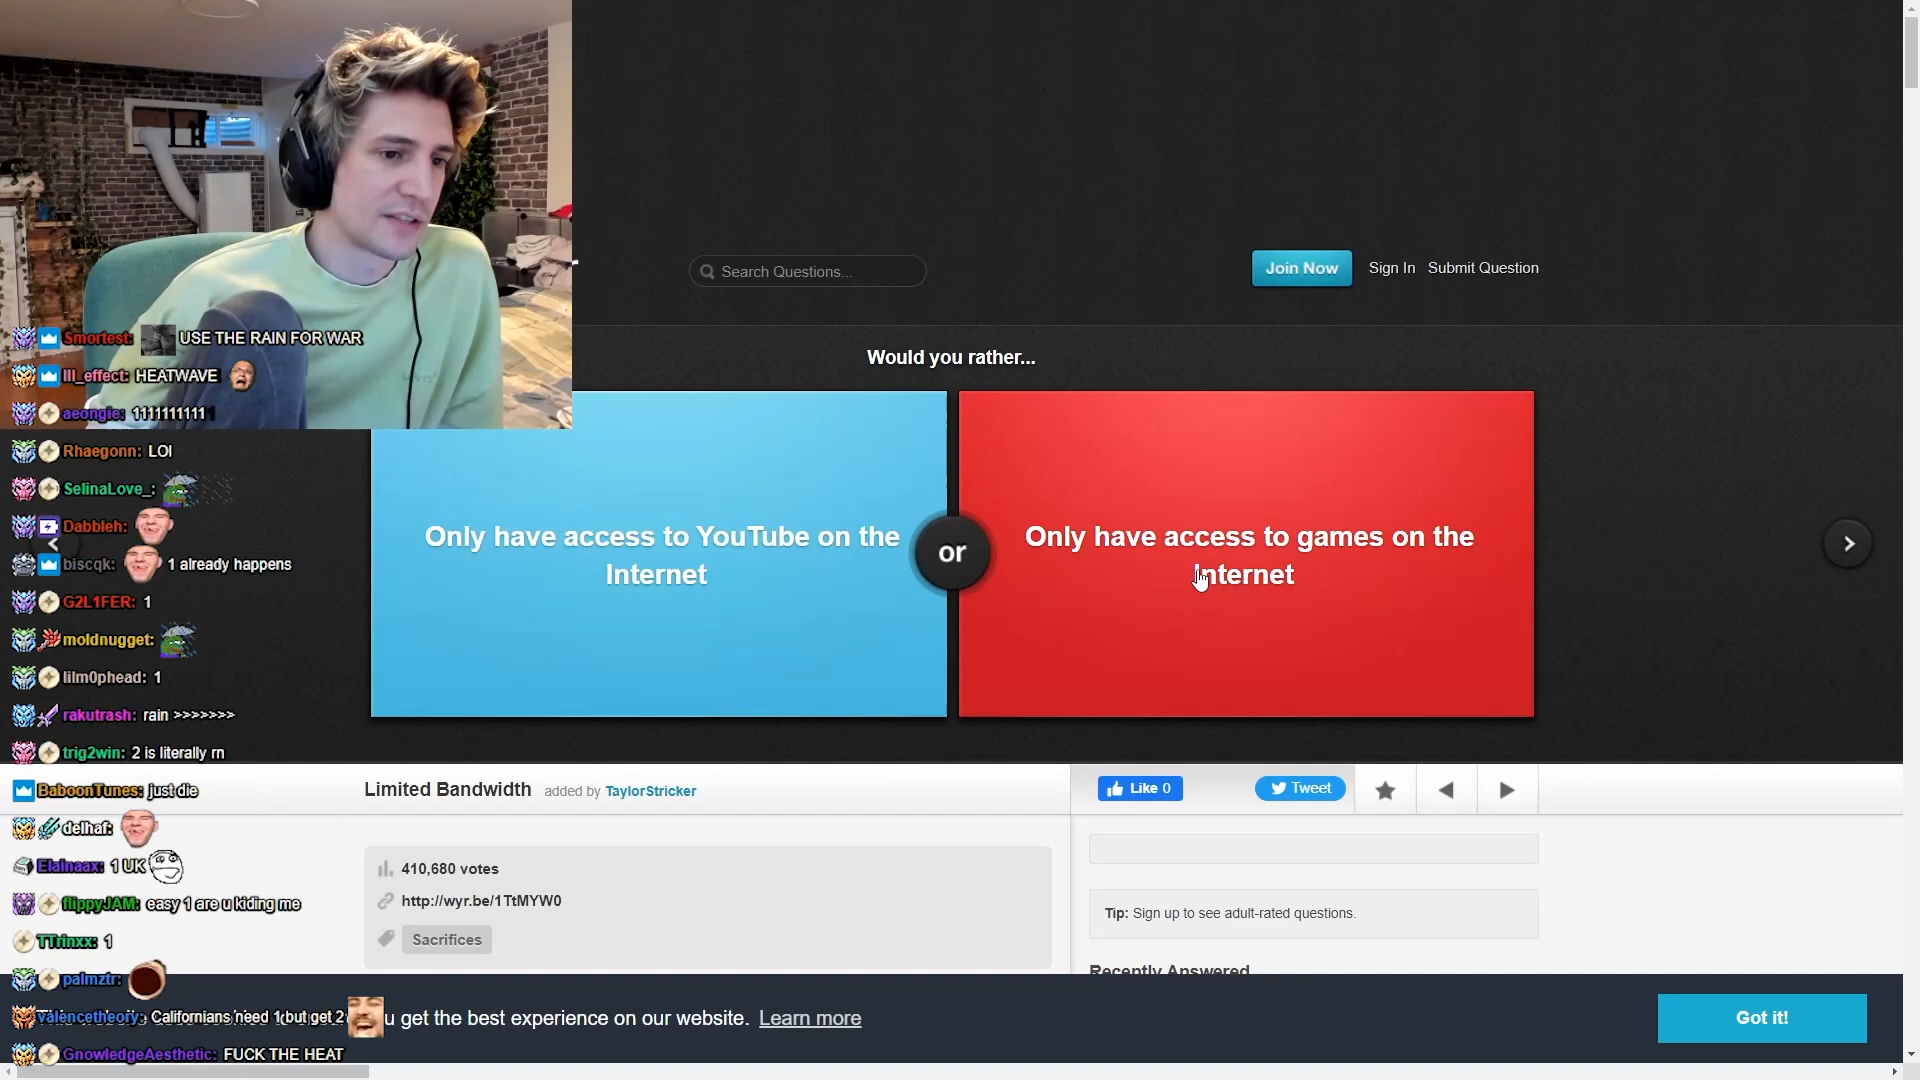 Search Questions...
Join Now
Sign In
Submit Question
Would you rather...
Only have access to YouTube on the
Internet
or
Only have access to games on the
Internet
Smortest: USE THE RAIN FOR WAR
Ill_effect: HEATWAVE
aeongie: 1111111111
Rhaegonn: LOl
SelinaLove_:
Dabbleh:
biscqk: 1 already happens
G2L1FER: 1
moldnugget:
lilm0phead: 1
rakutrash: rain >>>>>>>
trig2win: 2 is literally rn
BaboonTunes: just die
delhaf:
Elainaax: 1 UK
flippyJAM: easy 1 are u kiding me
TTrinxx: 1
palmztr:
valencetheory: Californians need 1 but get 2
GnowledgeAesthetic: FUCK THE HEAT
Limited Bandwidth added by TaylorStricker
Like 0
Tweet
410,680 votes
http://wyr.be/1TtMYW0
Sacrifices
Tip: Sign up to see adult-rated questions.
Recently Answered
u get the best experience on our website. Learn more
Got it!